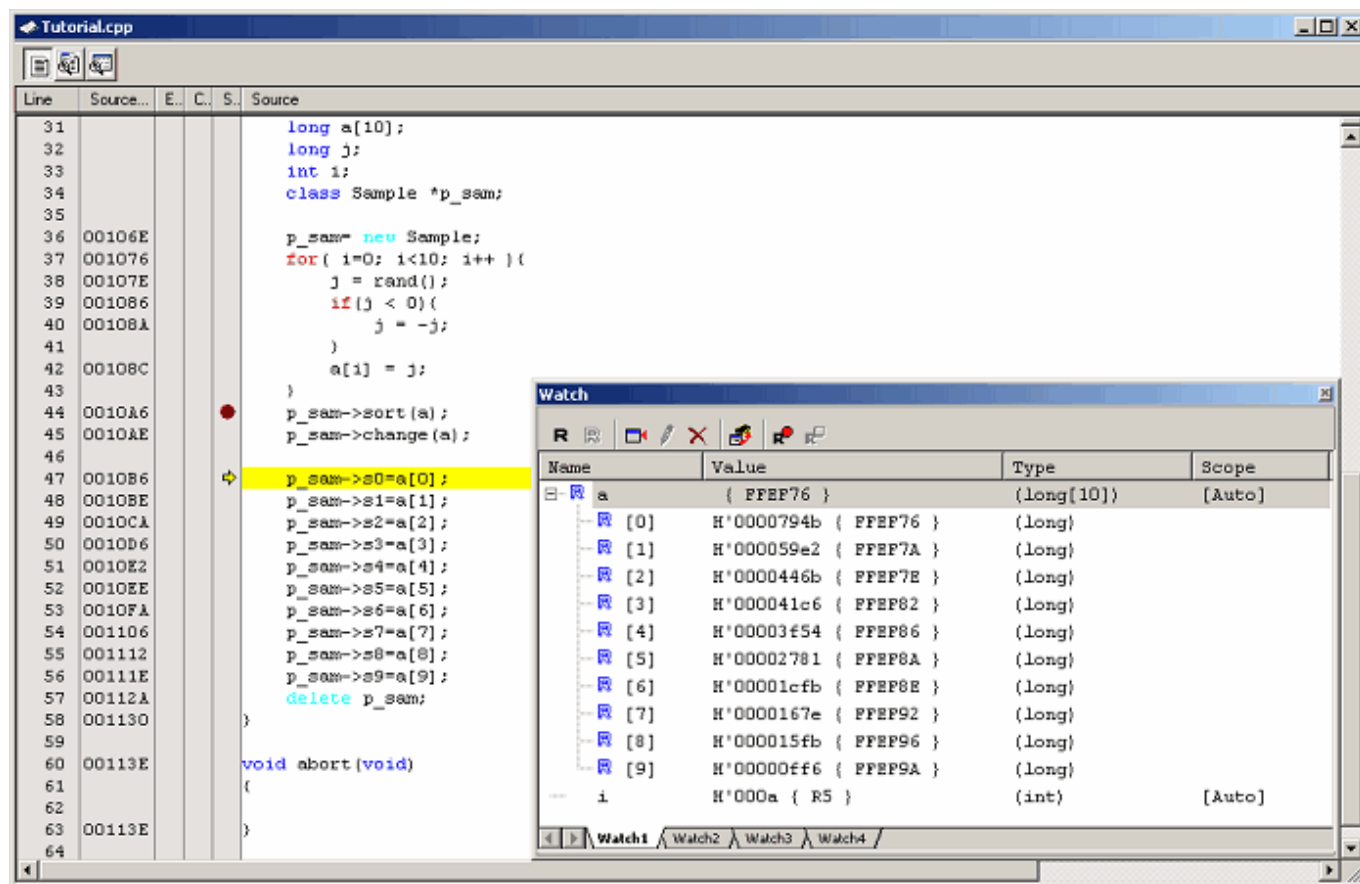 Tutorial.cpp
Line Source... E.. C.. S.. Source
31 long a[10];
32 long j;
33 int i;
34 class Sample *p_sam;
35
36 00106E p_sam= new Sample;
37 001076 for( i=0; i<10; i++ ){
38 00107E j = rand();
39 001086 if(j < 0){
40 00108A j = -j;
41 }
42 00108C a[i] = j;
43 }
44 0010A6 p_sam->sort(a);
45 0010AE p_sam->change(a);
46
47 0010B6 p_sam->s0=a[0];
48 0010BE p_sam->s1=a[1];
49 0010CA p_sam->s2=a[2];
50 0010D6 p_sam->s3=a[3];
51 0010E2 p_sam->s4=a[4];
52 0010EE p_sam->s5=a[5];
53 0010FA p_sam->s6=a[6];
54 001106 p_sam->s7=a[7];
55 001112 p_sam->s8=a[8];
56 00111E p_sam->s9=a[9];
57 00112A delete p_sam;
58 001130 }
59
60 00113E void abort(void)
61 {
62
63 00113E }
64
Watch
R R R R
Name Value Type Scope
R a { FFEF76 } (long[10]) [Auto]
R [0] H'0000794b { FFEF76 } (long)
R [1] H'000059e2 { FFEF7A } (long)
R [2] H'0000446b { FFEF7E } (long)
R [3] H'000041c6 { FFEF82 } (long)
R [4] H'00003f54 { FFEF86 } (long)
R [5] H'00002781 { FFEF8A } (long)
R [6] H'00001cfb { FFEF8E } (long)
R [7] H'0000167e { FFEF92 } (long)
R [8] H'000015fb { FFEF96 } (long)
R [9] H'00000ff6 { FFEF9A } (long)
i H'000a { R5 } (int) [Auto]
Watch1 Watch2 Watch3 Watch4